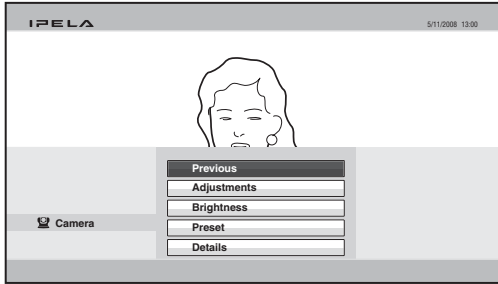 IPELA
5/11/2008 13:00
Previous
Adjustments
Brightness
Camera
Preset
Details